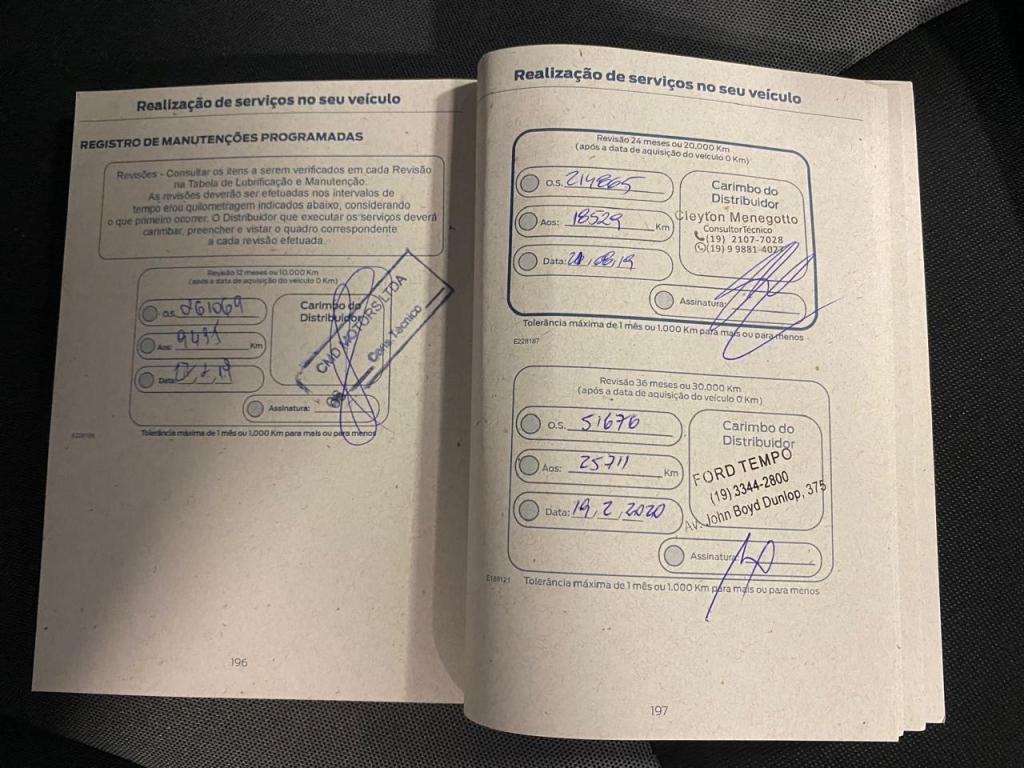 Realização de serviços no seu veículo
REGISTRO DE MANUTENÇÕES PROGRAMADAS
Revisões - Consultar os itens a serem verificados em cada Revisão
na Tabela de Lubrificação e Manutenção.
As revisões deverão ser efetuadas nos intervalos de
tempo e/ou quilometragem indicados abaixo, considerando
o que primeiro ocorrer. O Distribuidor que executar os serviços deverá
carimbar, preencher e vistar o quadro correspondente
a cada revisão efetuada.
Revisão 12 meses ou 10.000 Km
(após a data de aquisição do veículo 0 Km)
O.S. 261069
Aos: Km
Data:
Carimbo do
Distribuidor
CMD MOTORS LTDA
Cons. Técnico
Assinatura:
Tolerância máxima de 1 mês ou 1.000 Km para mais ou para menos
196
Realização de serviços no seu veículo
Revisão 24 meses ou 20.000 Km
(após a data de aquisição do veículo 0 Km)
O.S. 214865
Aos: 18529 Km
Data: 08/19
Carimbo do
Distribuidor
Cleyton Menegotto
Consultor Técnico
(19) 2107-7028
(19) 9 9881-4027
Assinatura:
Tolerância máxima de 1 mês ou 1.000 Km para mais ou para menos
E228187
Revisão 36 meses ou 30.000 Km
(após a data de aquisição do veículo 0 Km)
O.S. 51676
Aos: 25711 Km
Data: 19, 2, 2020
Carimbo do
Distribuidor
FORD TEMPO
(19) 3344-2800
Av. John Boyd Dunlop, 375
Assinatura:
E189121
Tolerância máxima de 1 mês ou 1.000 Km para mais ou para menos
197